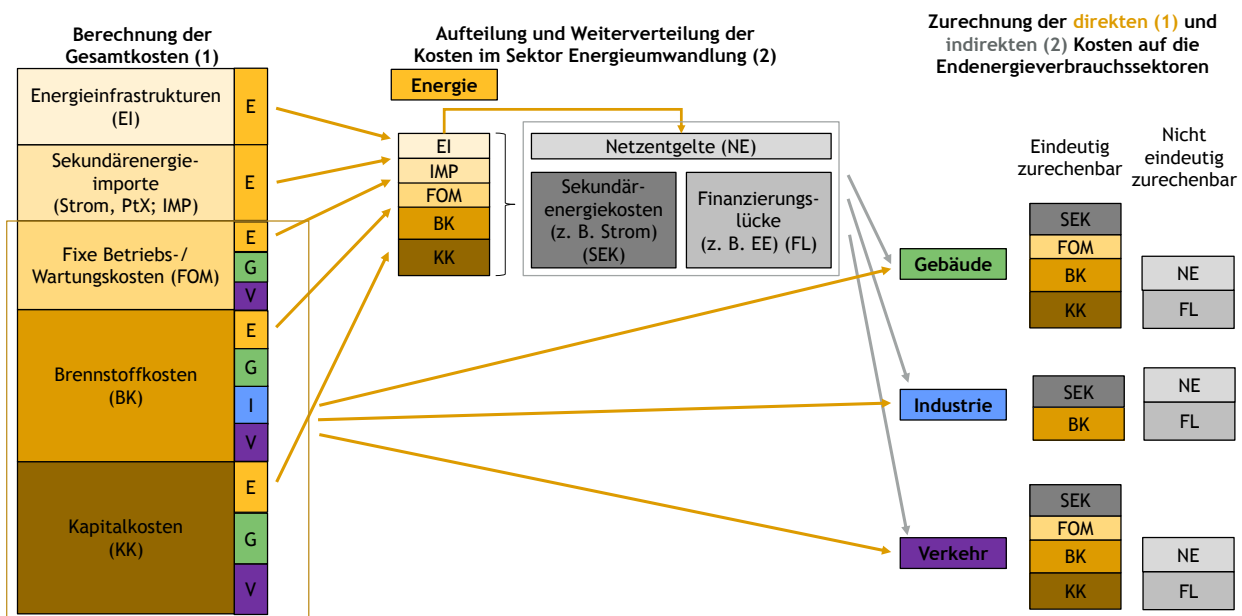 Berechnung der
Gesamtkosten (1)
Energieinfrastrukturen
(EI)
E
Sekundärenergie-
importe
(Strom, PtX; IMP)
E
Fixe Betriebs-/
Wartungskosten (FOM)
E
G
V
Brennstoffkosten
(BK)
E
G
I
V
Kapitalkosten
(KK)
E
G
V
Aufteilung und Weiterverteilung der
Kosten im Sektor Energieumwandlung (2)
Energie
EI
IMP
FOM
BK
KK
Netzentgelte (NE)
Sekundär-
energiekosten
(z. B. Strom)
(SEK)
Finanzierungs-
lücke
(z. B. EE) (FL)
Zurechnung der direkten (1) und
indirekten (2) Kosten auf die
Endenergieverbrauchssektoren
Eindeutig
zurechenbar
Nicht
eindeutig
zurechenbar
Gebäude
SEK
FOM
BK
KK
NE
FL
Industrie
SEK
BK
NE
FL
Verkehr
SEK
FOM
BK
KK
NE
FL